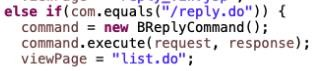 else if(com.equals("/reply.do")) {
command = new BReplyCommand();
command.execute(request, response);
viewPage = "list.do";